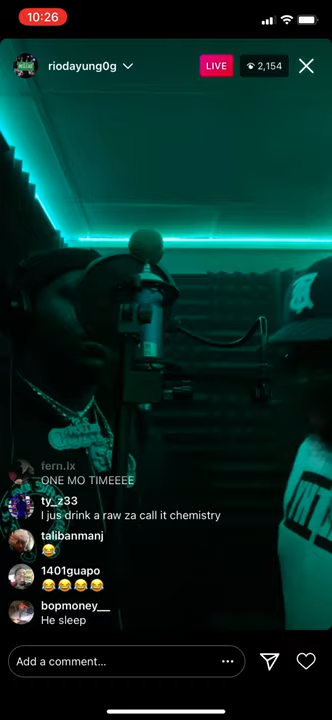 10:26
riodayung0g
LIVE
2,154
fern.lx
ONE MO TIMEEEE
ty_z33
I jus drink a raw za call it chemistry
talibanmanj
😂
1401guapo
😂😂😂😂
bopmoney__
He sleep
Add a comment...